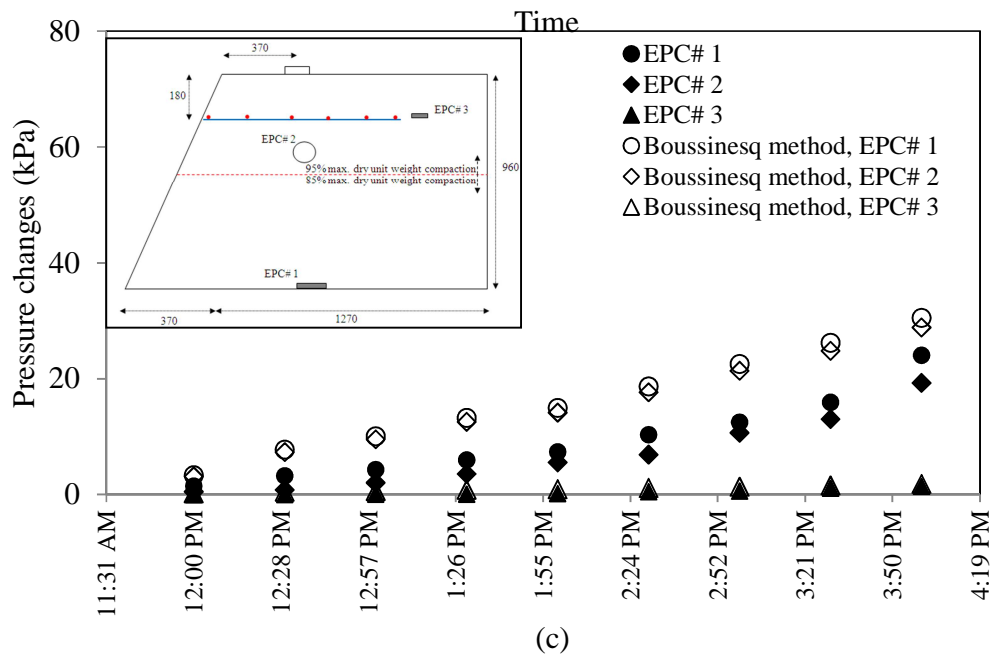 Time
Pressure changes (kPa)
80
60
40
20
0
370
180
EPC# 3
EPC# 2
95% max. dry unit weight compaction
85% max. dry unit weight compaction
960
EPC# 1
370
1270
EPC# 1
EPC# 2
EPC# 3
Boussinesq method, EPC# 1
Boussinesq method, EPC# 2
Boussinesq method, EPC# 3
11:31 AM
12:00 PM
12:28 PM
12:57 PM
1:26 PM
1:55 PM
2:24 PM
2:52 PM
3:21 PM
3:50 PM
4:19 PM
(c)